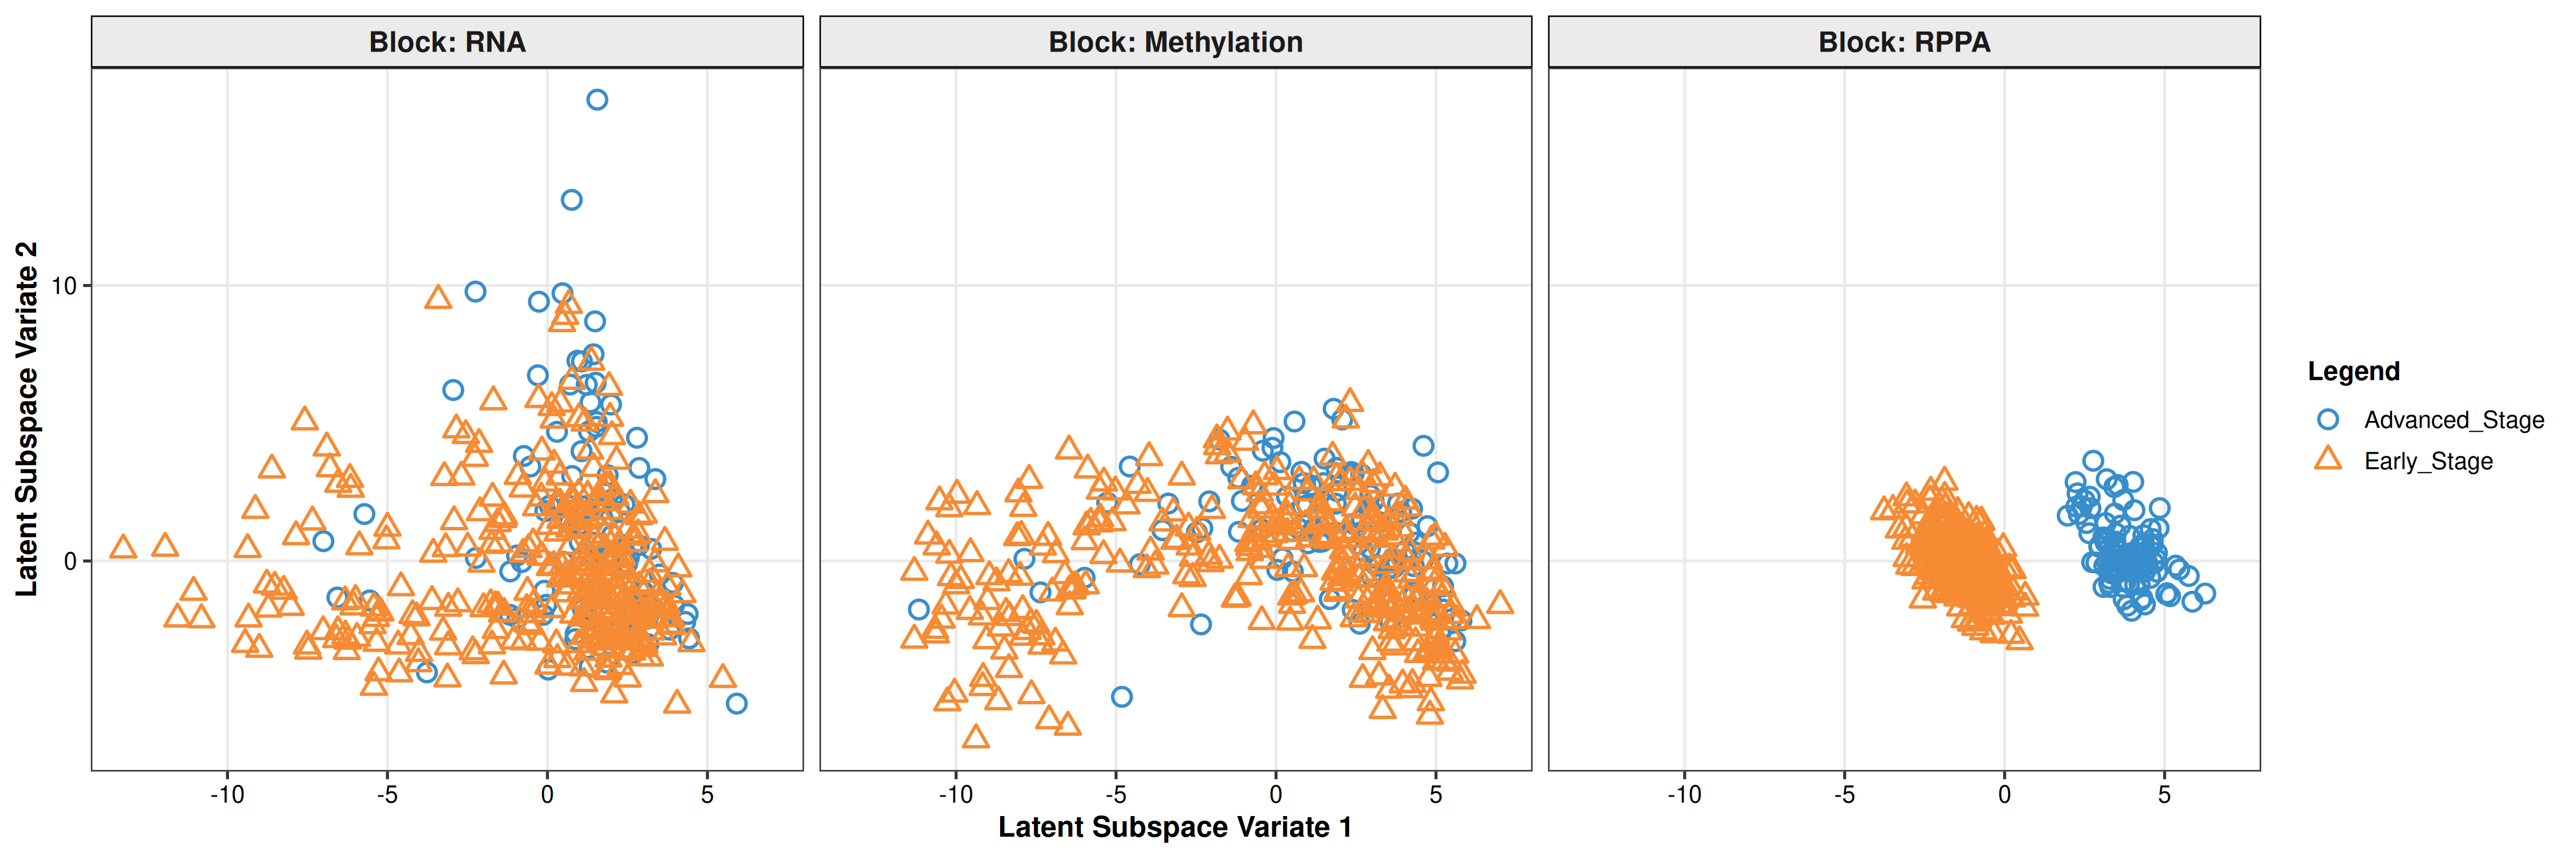 Block: RNA
Block: Methylation
Block: RPPA
Latent Subspace Variate 2
10
0
-10 -5 0 5
-10 -5 0 5
-10 -5 0 5
Latent Subspace Variate 1
Legend
Advanced_Stage
Early_Stage